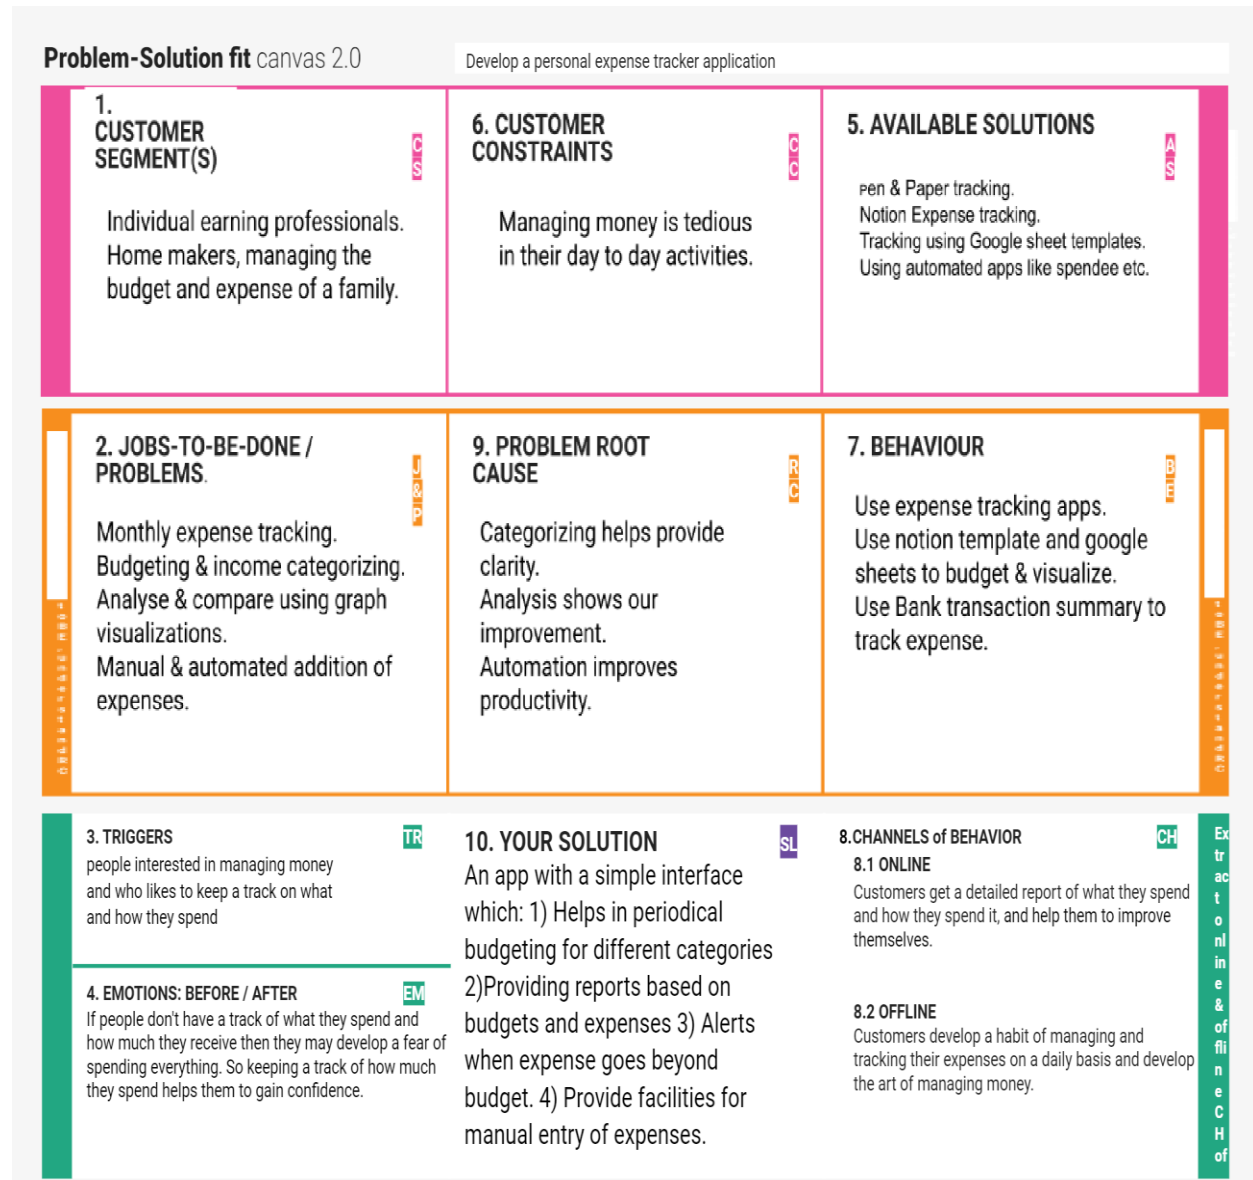 Problem-Solution fit canvas 2.0
Develop a personal expense tracker application
1.
CUSTOMER
SEGMENT(S)
CS
Individual earning professionals.
Home makers, managing the
budget and expense of a family.
6. CUSTOMER
CONSTRAINTS
CC
Managing money is tedious
in their day to day activities.
5. AVAILABLE SOLUTIONS
AS
Pen & Paper tracking.
Notion Expense tracking.
Tracking using Google sheet templates.
Using automated apps like spendee etc.
2. JOBS-TO-BE-DONE /
PROBLEMS.
J&P
Monthly expense tracking.
Budgeting & income categorizing.
Analyse & compare using graph
visualizations.
Manual & automated addition of
expenses.
9. PROBLEM ROOT
CAUSE
RC
Categorizing helps provide
clarity.
Analysis shows our
improvement.
Automation improves
productivity.
7. BEHAVIOUR
BE
Use expense tracking apps.
Use notion template and google
sheets to budget & visualize.
Use Bank transaction summary to
track expense.
3. TRIGGERS
TR
people interested in managing money
and who likes to keep a track on what
and how they spend
4. EMOTIONS: BEFORE / AFTER
EM
If people don't have a track of what they spend and
how much they receive then they may develop a fear of
spending everything. So keeping a track of how much
they spend helps them to gain confidence.
10. YOUR SOLUTION
SL
An app with a simple interface
which: 1) Helps in periodical
budgeting for different categories
2)Providing reports based on
budgets and expenses 3) Alerts
when expense goes beyond
budget. 4) Provide facilities for
manual entry of expenses.
8.CHANNELS of BEHAVIOR
CH
8.1 ONLINE
Customers get a detailed report of what they spend
and how they spend it, and help them to improve
themselves.
8.2 OFFLINE
Customers develop a habit of managing and
tracking their expenses on a daily basis and develop
the art of managing money.
Ex
tr
ac
t
o
nl
in
e
&
of
fli
n
e
C
H
of